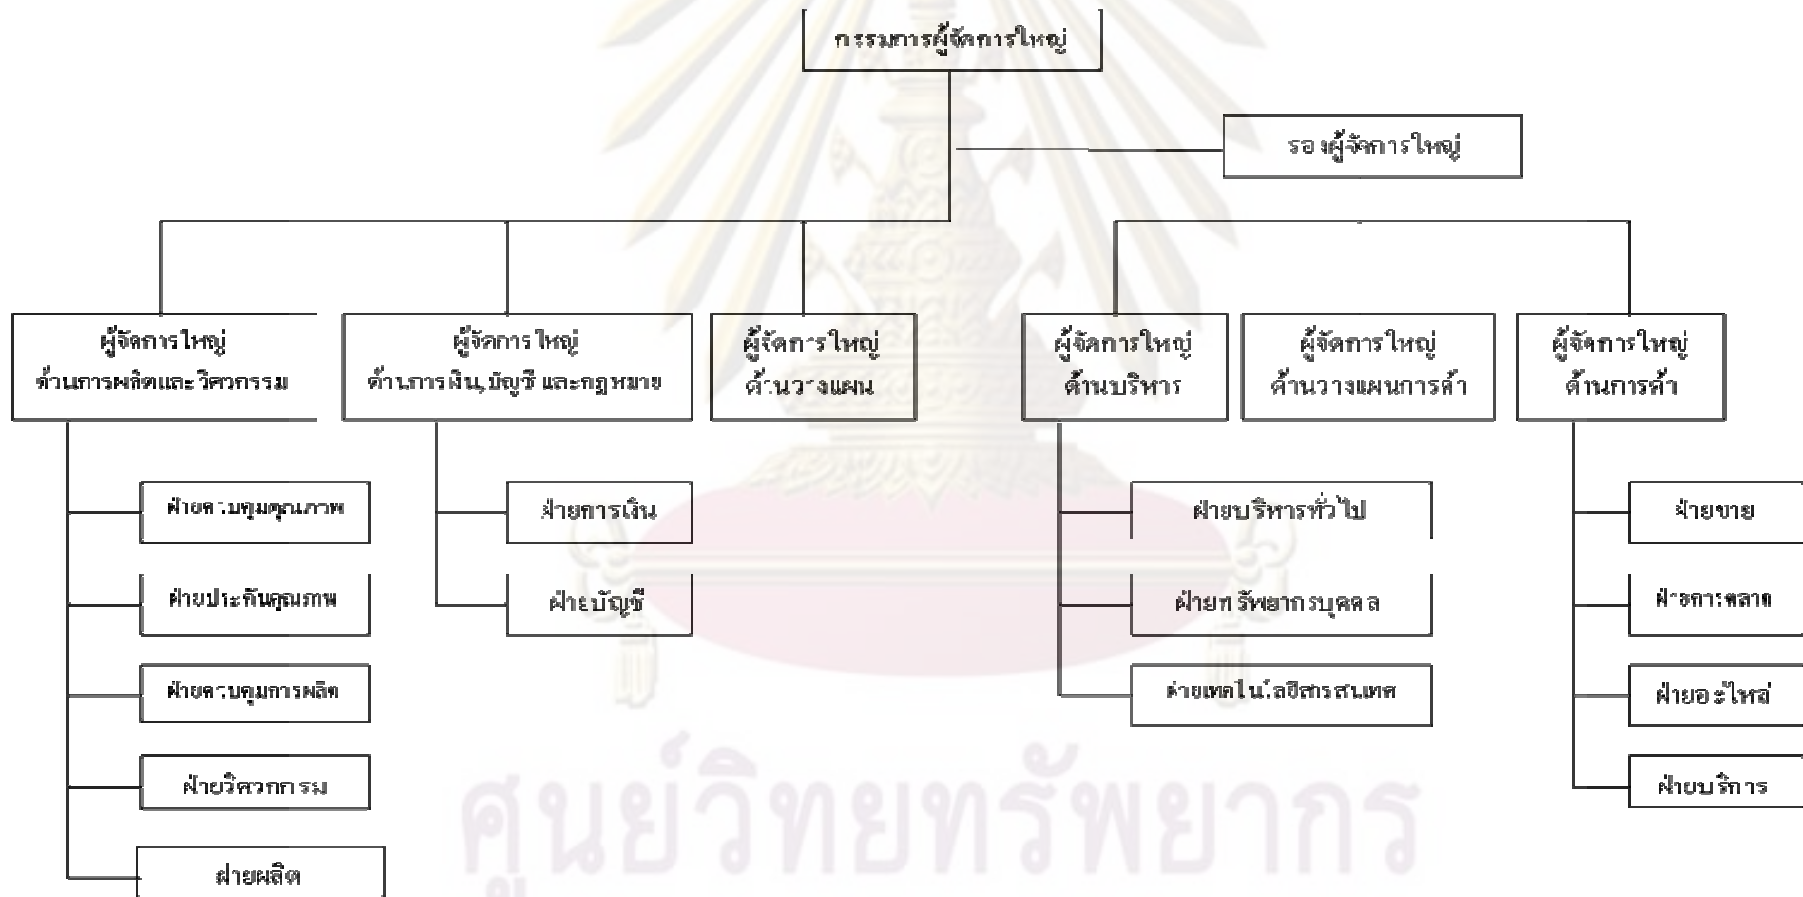 กรรมการผู้จัดการใหญ่
รองผู้จัดการใหญ่
ผู้จัดการใหญ่
ด้านการผลิตและวิศวกรรม
ผู้จัดการใหญ่
ด้านการเงิน,บัญชี และกฎหมาย
ผู้จัดการใหญ่
ด้านวางแผน
ผู้จัดการใหญ่
ด้านบริหาร
ผู้จัดการใหญ่
ด้านวางแผนการค้า
ผู้จัดการใหญ่
ด้านการค้า
ฝ่ายควบคุมคุณภาพ
ฝ่ายการเงิน
ฝ่ายบริหารทั่วไป
ฝ่ายขาย
ฝ่ายประกันคุณภาพ
ฝ่ายบัญชี
ฝ่ายทรัพยากรบุคคล
ฝ่ายการตลาด
ฝ่ายควบคุมการผลิต
ฝ่ายเทคโนโลยีสารสนเทศ
ฝ่ายอะไหล่
ฝ่ายวิศวกรรม
ฝ่ายบริการ
ฝ่ายผลิต
ศูนย์วิทยทรัพยากร